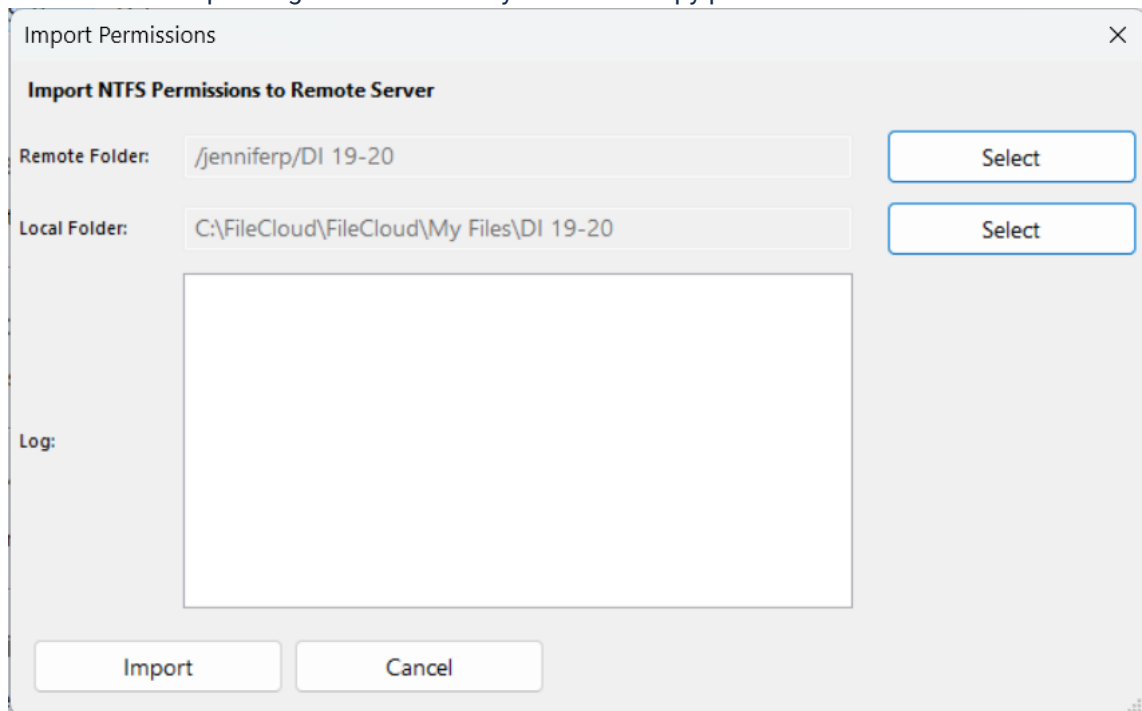 Import Permissions
Import NTFS Permissions to Remote Server
Remote Folder: /jenniferp/DI 19-20 Select
Local Folder: C:\FileCloud\FileCloud\My Files\DI 19-20 Select
Log:
Import Cancel